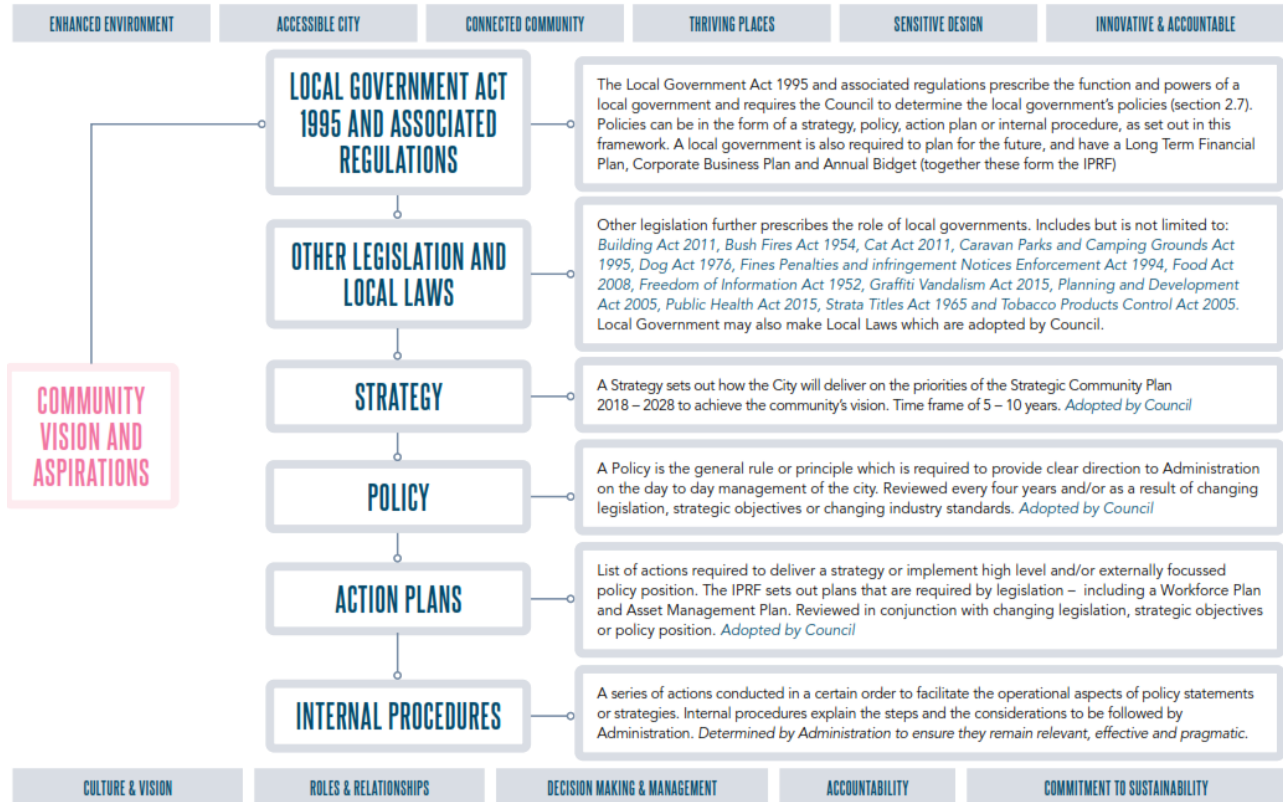 ENHANCED ENVIRONMENT
ACCESSIBLE CITY
CONNECTED COMMUNITY
THRIVING PLACES
SENSITIVE DESIGN
INNOVATIVE & ACCOUNTABLE
LOCAL GOVERNMENT ACT
1995 AND ASSOCIATED
REGULATIONS
The Local Government Act 1995 and associated regulations prescribe the function and powers of a
local government and requires the Council to determine the local government's policies (section 2.7).
Policies can be in the form of a strategy, policy, action plan or internal procedure, as set out in this
framework. A local government is also required to plan for the future, and have a Long Term Financial
Plan, Corporate Business Plan and Annual Bidget (together these form the IPRF)
OTHER LEGISLATION AND
LOCAL LAWS
Other legislation further prescribes the role of local governments. Includes but is not limited to:
Building Act 2011, Bush Fires Act 1954, Cat Act 2011, Caravan Parks and Camping Grounds Act
1995, Dog Act 1976, Fines Penalties and infringement Notices Enforcement Act 1994, Food Act
2008, Freedom of Information Act 1952, Graffiti Vandalism Act 2015, Planning and Development
Act 2005, Public Health Act 2015, Strata Titles Act 1965 and Tobacco Products Control Act 2005.
Local Government may also make Local Laws which are adopted by Council.
COMMUNITY
VISION AND
ASPIRATIONS
STRATEGY
A Strategy sets out how the City will deliver on the priorities of the Strategic Community Plan
2018 – 2028 to achieve the community's vision. Time frame of 5 – 10 years. Adopted by Council
POLICY
A Policy is the general rule or principle which is required to provide clear direction to Administration
on the day to day management of the city. Reviewed every four years and/or as a result of changing
legislation, strategic objectives or changing industry standards. Adopted by Council
ACTION PLANS
List of actions required to deliver a strategy or implement high level and/or externally focussed
policy position. The IPRF sets out plans that are required by legislation – including a Workforce Plan
and Asset Management Plan. Reviewed in conjunction with changing legislation, strategic objectives
or policy position. Adopted by Council
INTERNAL PROCEDURES
A series of actions conducted in a certain order to facilitate the operational aspects of policy statements
or strategies. Internal procedures explain the steps and the considerations to be followed by
Administration. Determined by Administration to ensure they remain relevant, effective and pragmatic.
CULTURE & VISION
ROLES & RELATIONSHIPS
DECISION MAKING & MANAGEMENT
ACCOUNTABILITY
COMMITMENT TO SUSTAINABILITY